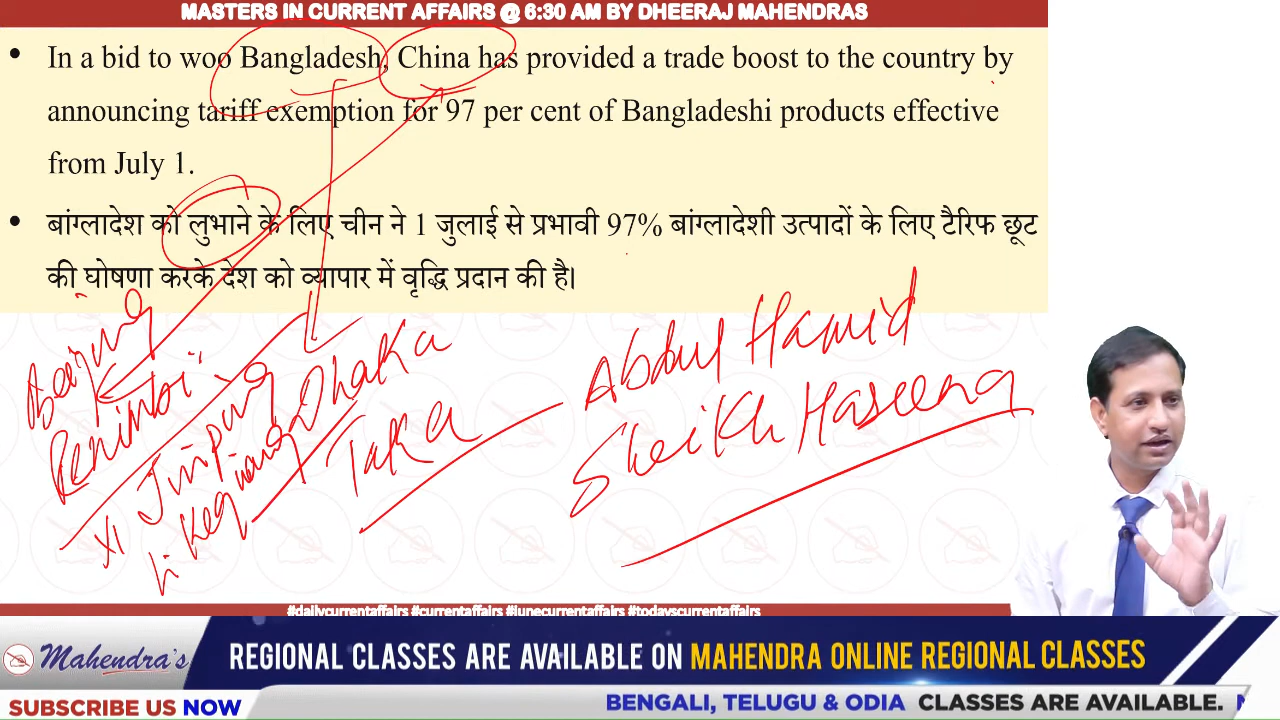 MASTERS IN CURRENT AFFAIRS @ 6:30 AM BY DHEERAJ MAHENDRAS
• In a bid to woo Bangladesh, China has provided a trade boost to the country by
announcing tariff exemption for 97 per cent of Bangladeshi products effective
from July 1.
• बांग्लादेश को लुभाने के लिए चीन ने 1 जुलाई से प्रभावी 97% बांग्लादेशी उत्पादों के लिए टैरिफ छूट
की घोषणा करके देश को व्यापार में वृद्धि प्रदान की है।
Beijing
Renimbi
Xi Jinping
li Keqiang
Dhaka
Taka
Abdul Hamid
Sheikh Haseena
#dailycurrentaffairs #currentaffairs #junecurrentaffairs #todayscurrentaffairs
Mahendra's
REGIONAL CLASSES ARE AVAILABLE ON MAHENDRA ONLINE REGIONAL CLASSES
SUBSCRIBE US NOW
BENGALI, TELUGU & ODIA CLASSES ARE AVAILABLE.